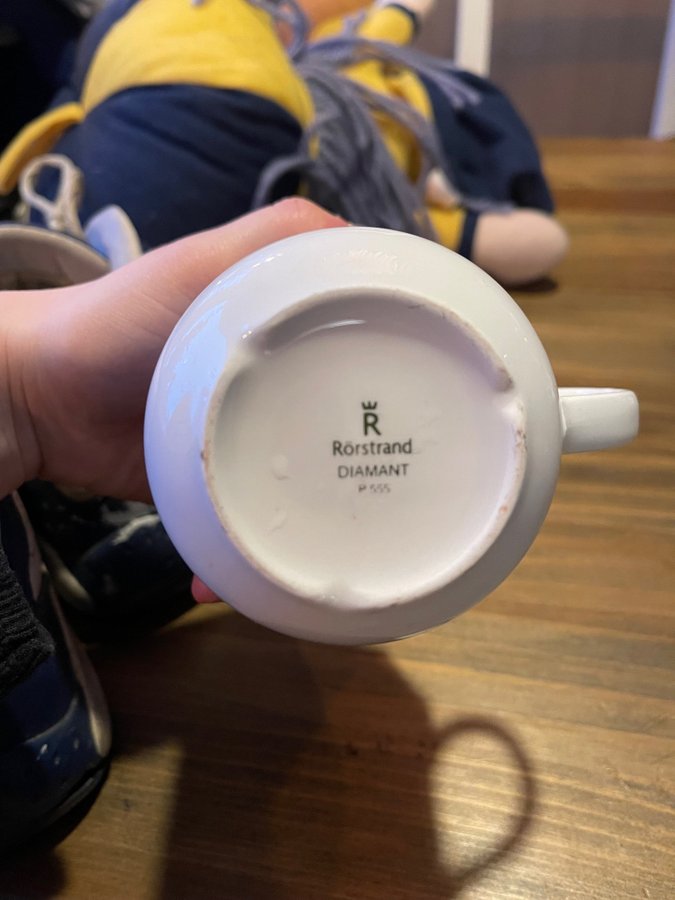 R
Rörstrand
DIAMANT
P 555